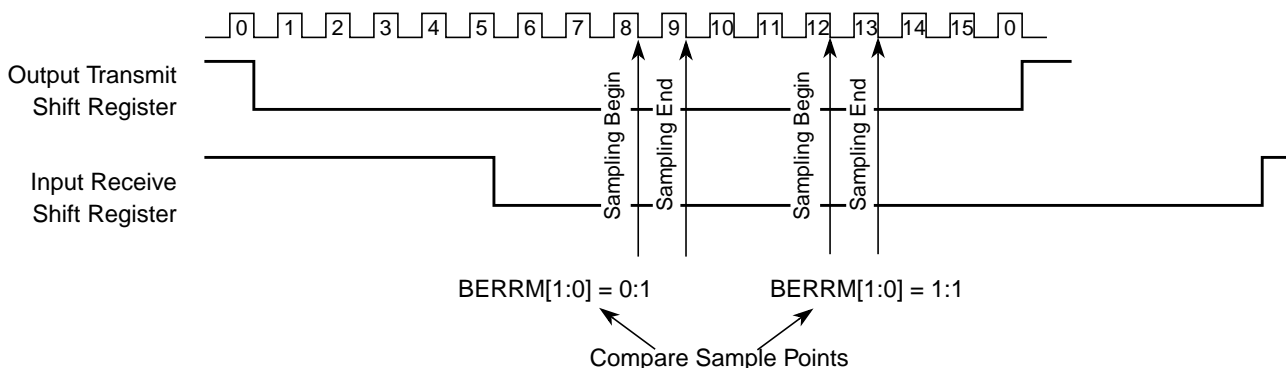 0 1 2 3 4 5 6 7 8 9 10 11 12 13 14 15 0
Output Transmit
Shift Register
Input Receive
Shift Register
Sampling Begin
Sampling End
Sampling Begin
Sampling End
BERRM[1:0] = 0:1
BERRM[1:0] = 1:1
Compare Sample Points